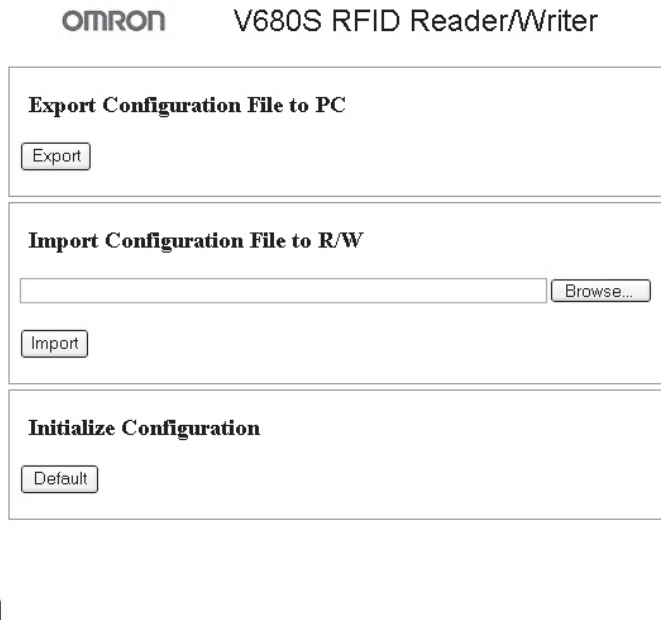 OMRON V680S RFID Reader/Writer
Export Configuration File to PC
Export
Import Configuration File to R/W
Browse...
Import
Initialize Configuration
Default